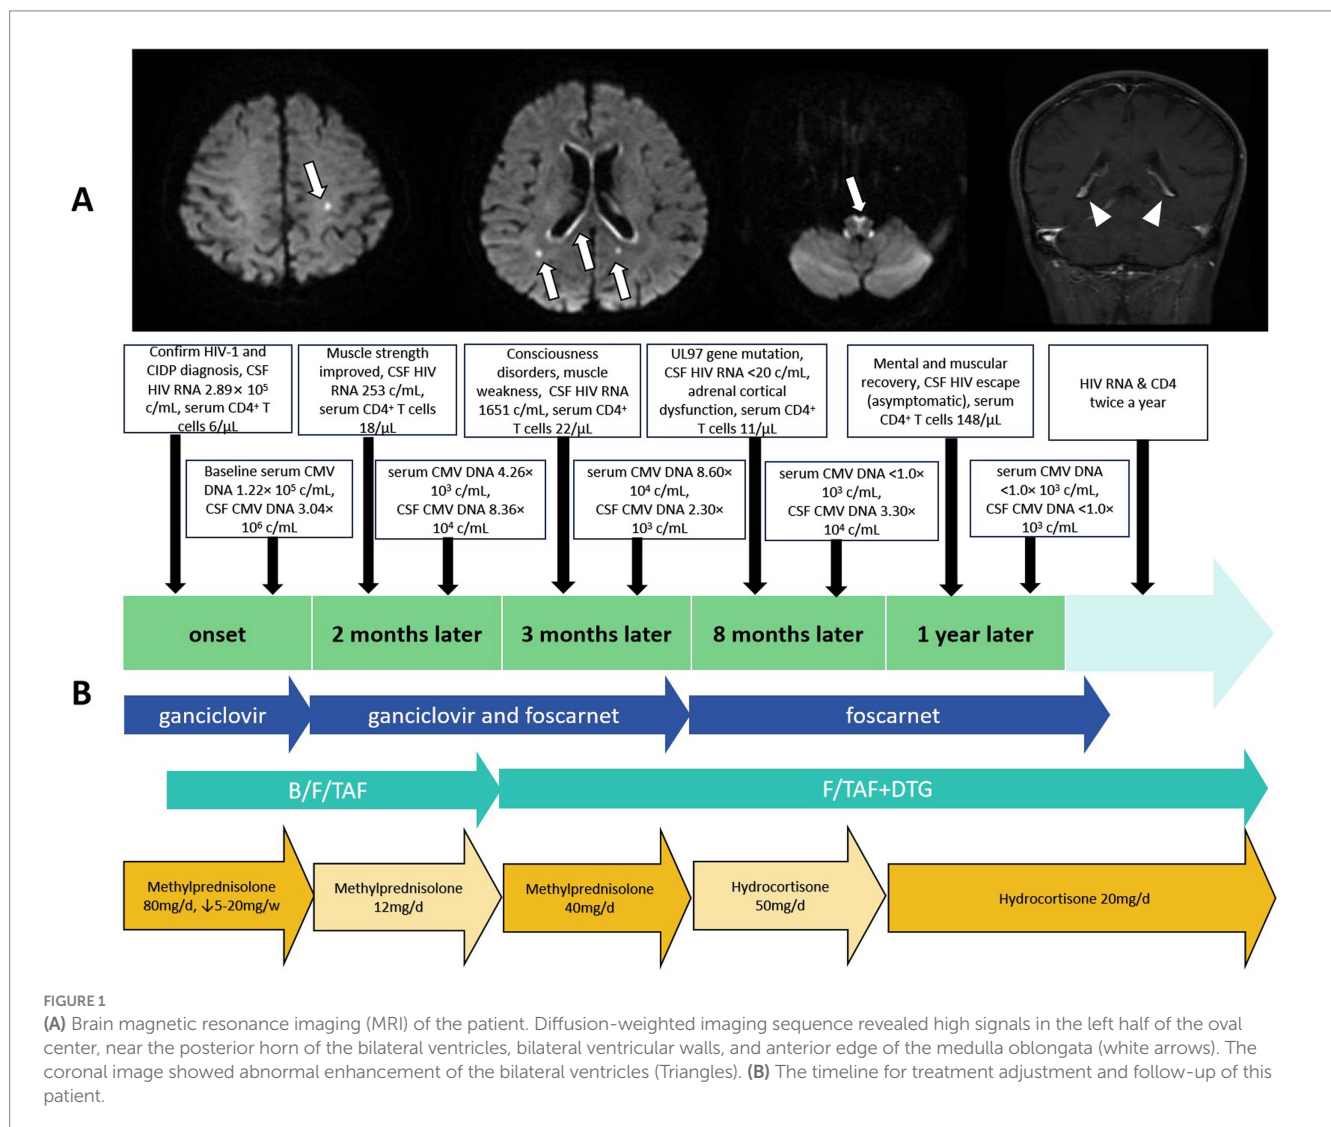 A
Confirm HIV-1 and
CIDP diagnosis, CSF
HIV RNA 2.89× 10⁵
c/mL, serum CD4⁺ T
cells 6/μL
Muscle strength
improved, CSF HIV
RNA 253 c/mL,
serum CD4⁺ T cells
18/μL
Consciousness
disorders, muscle
weakness, CSF HIV RNA
1651 c/mL, serum CD4⁺
T cells 22/μL
UL97 gene mutation,
CSF HIV RNA <20 c/mL,
adrenal cortical
dysfunction, serum CD4⁺
T cells 11/μL
Mental and muscular
recovery, CSF HIV escape
(asymptomatic), serum
CD4⁺ T cells 148/μL
HIV RNA & CD4
twice a year
Baseline serum CMV
DNA 1.22× 10⁵ c/mL,
CSF CMV DNA 3.04×
10⁶ c/mL
serum CMV DNA 4.26×
10³ c/mL,
CSF CMV DNA 8.36×
10⁴ c/mL
serum CMV DNA 8.60×
10⁴ c/mL,
CSF CMV DNA 2.30×
10³ c/mL
serum CMV DNA <1.0×
10³ c/mL,
CSF CMV DNA 3.30×
10⁴ c/mL
serum CMV DNA
<1.0× 10³ c/mL,
CSF CMV DNA <1.0×
10³ c/mL
onset
2 months later
3 months later
8 months later
1 year later
B
ganciclovir
ganciclovir and foscarnet
foscarnet
B/F/TAF
F/TAF+DTG
Methylprednisolone
80mg/d, ↓5-20mg/w
Methylprednisolone
12mg/d
Methylprednisolone
40mg/d
Hydrocortisone
50mg/d
Hydrocortisone 20mg/d
FIGURE 1
(A) Brain magnetic resonance imaging (MRI) of the patient. Diffusion-weighted imaging sequence revealed high signals in the left half of the oval
center, near the posterior horn of the bilateral ventricles, bilateral ventricular walls, and anterior edge of the medulla oblongata (white arrows). The
coronal image showed abnormal enhancement of the bilateral ventricles (Triangles). (B) The timeline for treatment adjustment and follow-up of this
patient.